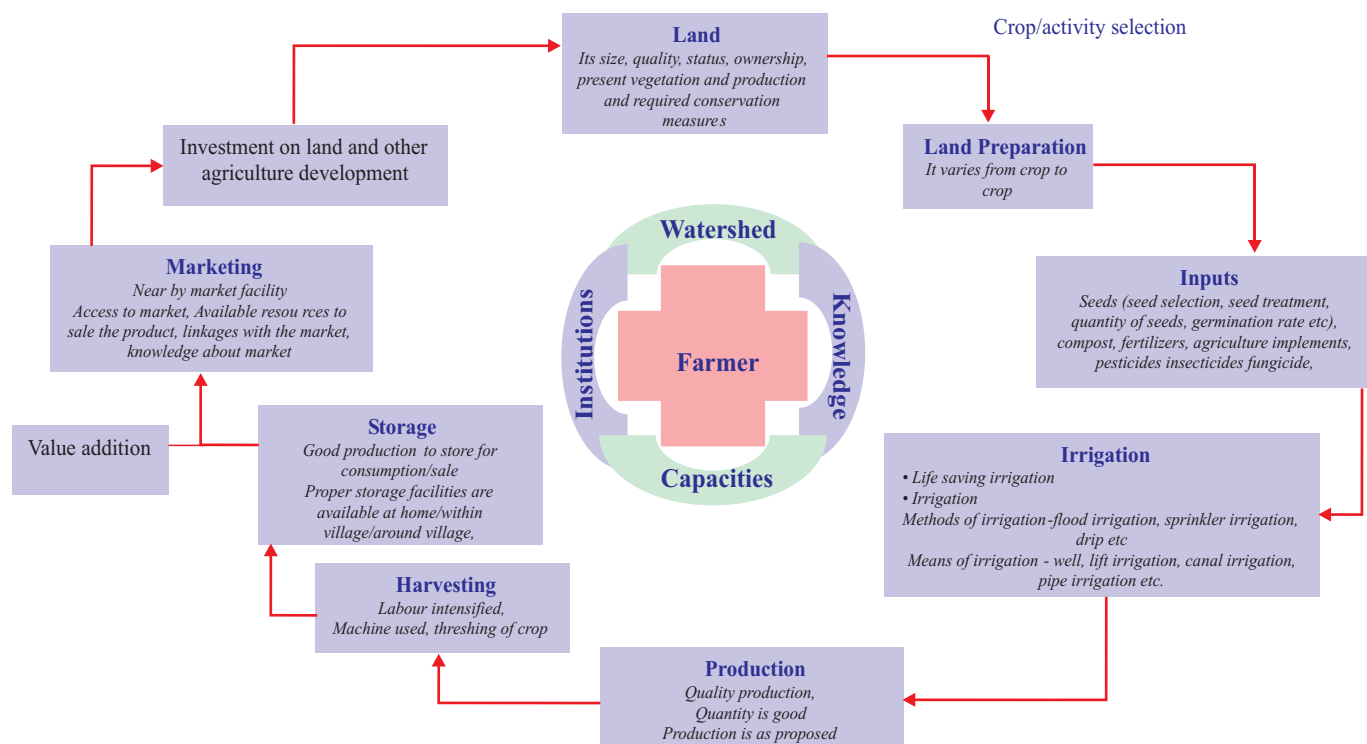 Crop/activity selection
Land
Its size, quality, status, ownership,
present vegetation and production
and required conservation
measures
Land Preparation
It varies from crop to
crop
Inputs
Seeds (seed selection, seed treatment,
quantity of seeds, germination rate etc),
compost, fertilizers, agriculture implements,
pesticides insecticides fungicide,
Irrigation
• Life saving irrigation
• Irrigation
Methods of irrigation-flood irrigation, sprinkler irrigation,
drip etc
Means of irrigation - well, lift irrigation, canal irrigation,
pipe irrigation etc.
Production
Quality production,
Quantity is good
Production is as proposed
Harvesting
Labour intensified,
Machine used, threshing of crop
Storage
Good production to store for
consumption/sale
Proper storage facilities are
available at home/within
village/around village,
Value addition
Marketing
Near by market facility
Access to market, Available resou rces to
sale the product, linkages with the market,
knowledge about market
Investment on land and other
agriculture development
Watershed
Institutions
Knowledge
Farmer
Capacities